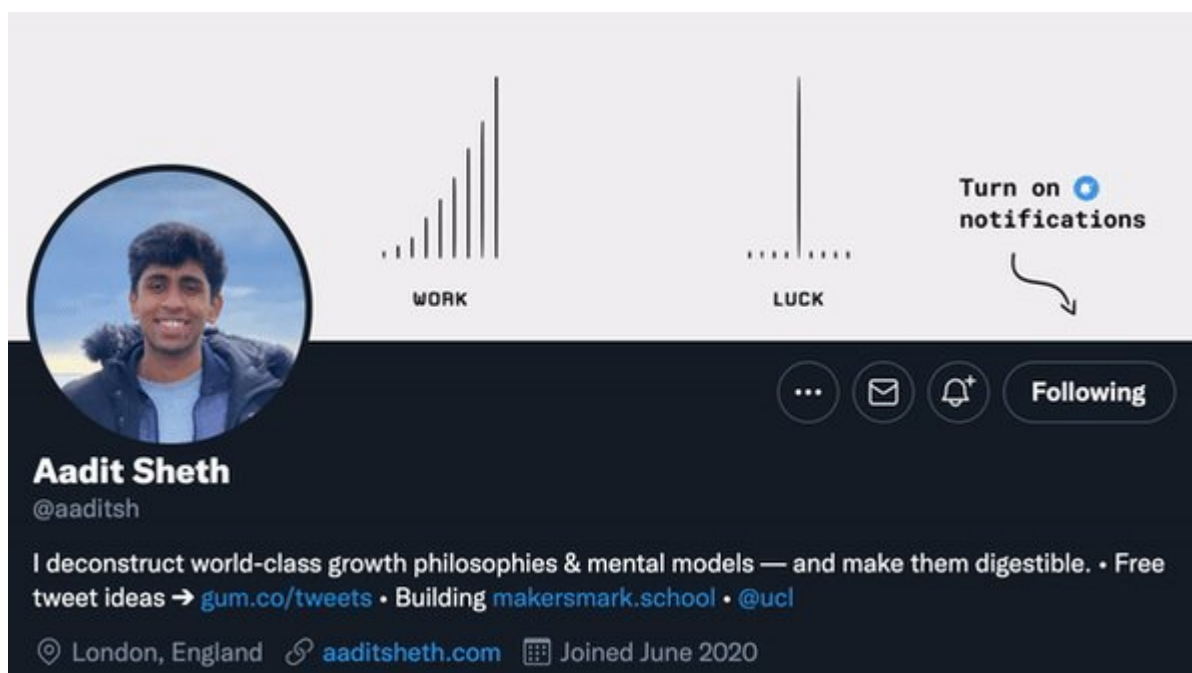 WORK
LUCK
Turn on
notifications
Following
Aadit Sheth
@aaditsh
I deconstruct world-class growth philosophies & mental models — and make them digestible. • Free
tweet ideas ➔ gum.co/tweets • Building makersmark.school • @ucl
London, England aaditsheth.com Joined June 2020